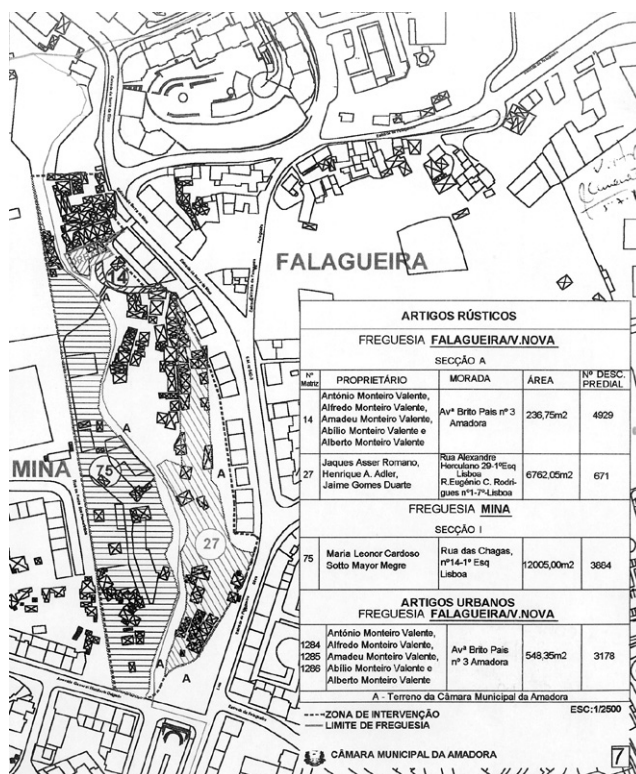 FALAGUEIRA
14
A
A
A
MINA
75
A
27
A
A
A
ARTIGOS RÚSTICOS
FREGUESIA FALAGUEIRA/V.NOVA
SECÇÃO A
Nº Matriz PROPRIETÁRIO MORADA ÁREA Nº DESC. PREDIAL
14 António Monteiro Valente, Alfredo Monteiro Valente, Amadeu Monteiro Valente, Abílio Monteiro Valente e Alberto Monteiro Valente Avª Brito Pais nº 3 Amadora 236,75m2 4929
27 Jaques Asser Romano, Henrique A. Adler, Jaime Gomes Duarte Rua Alexandre Herculano 29-1ºEsq Lisboa R.Eugénio C. Rodrigues nº1-7º-Lisboa 6762,05m2 671
FREGUESIA MINA
SECÇÃO I
75 Maria Leonor Cardoso Sotto Mayor Megre Rua das Chagas, nº14-1º Esq Lisboa 12005,00m2 3884
ARTIGOS URBANOS
FREGUESIA FALAGUEIRA/V.NOVA
1284 1285 1286 António Monteiro Valente, Alfredo Monteiro Valente, Amadeu Monteiro Valente, Abílio Monteiro Valente e Alberto Monteiro Valente Avª Brito Pais nº 3 Amadora 548,35m2 3178
A - Terreno da Câmara Municipal da Amadora
ZONA DE INTERVENÇÃO
ESC:1/2500
LIMITE DE FREGUESIA
CÂMARA MUNICIPAL DA AMADORA
7